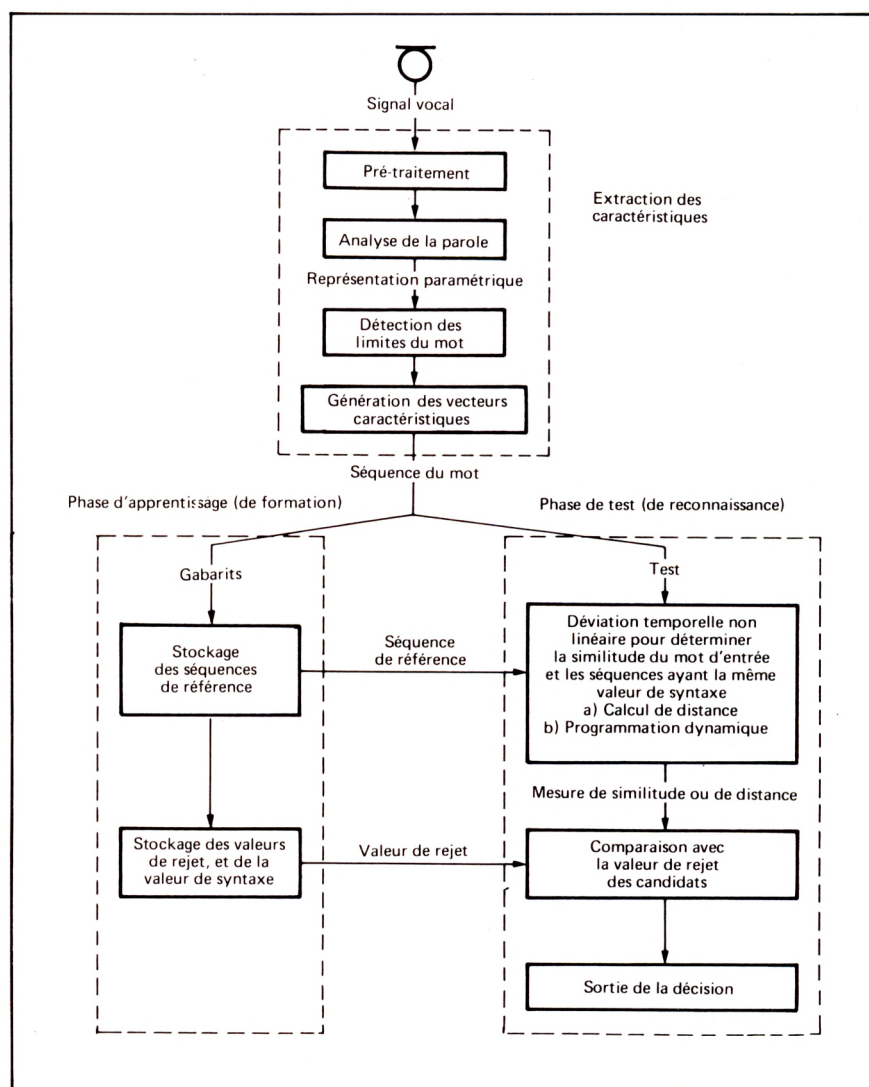 Signal vocal
Pré-traitement
Extraction des
caractéristiques
Analyse de la parole
Représentation paramétrique
Détection des
limites du mot
Génération des vecteurs
caractéristiques
Séquence du mot
Phase d'apprentissage (de formation)
Phase de test (de reconnaissance)
Gabarits
Test
Stockage
des séquences
de référence
Séquence
de référence
Déviation temporelle non
linéaire pour déterminer
la similitude du mot d'entrée
et les séquences ayant la même
valeur de syntaxe
a) Calcul de distance
b) Programmation dynamique
Mesure de similitude ou de distance
Stockage des valeurs
de rejet, et de la
valeur de syntaxe
Valeur de rejet
Comparaison avec
la valeur de rejet
des candidats
Sortie de la décision